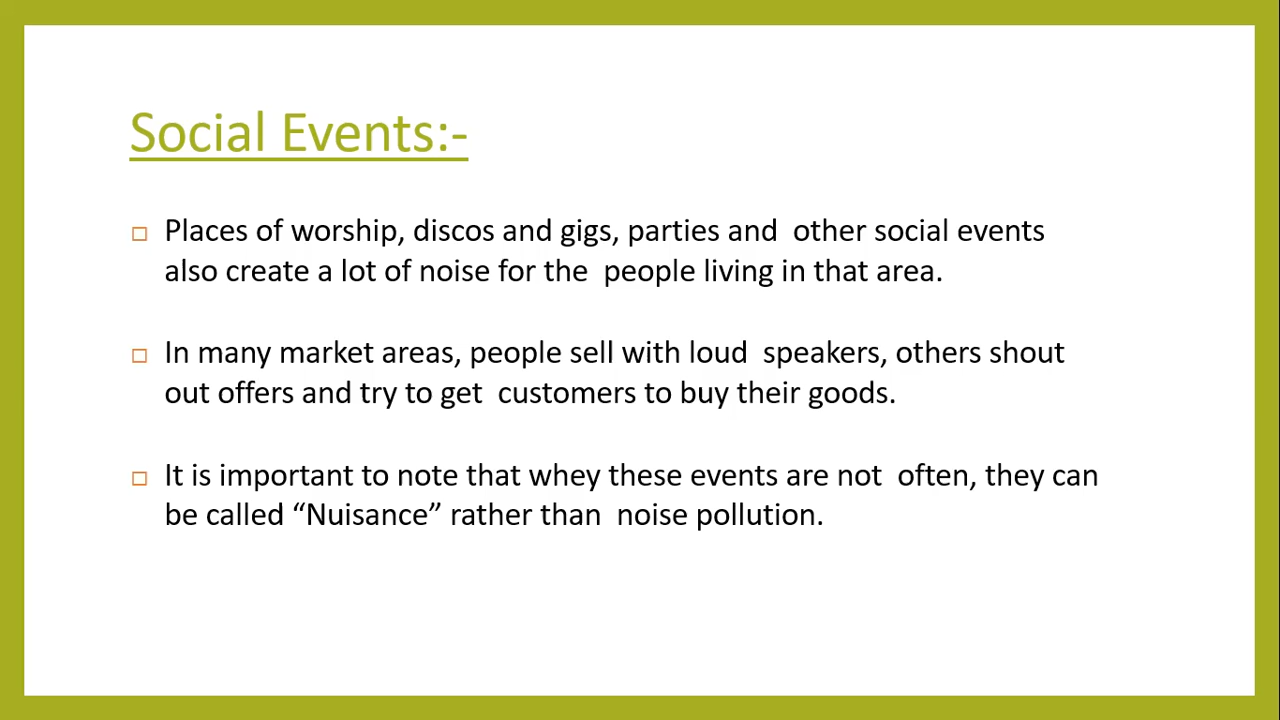 Social Events:-
Places of worship, discos and gigs, parties and  other social events
also create a lot of noise for the  people living in that area.
In many market areas, people sell with loud  speakers, others shout
out offers and try to get  customers to buy their goods.
It is important to note that whey these events are not  often, they can
be called “Nuisance” rather than  noise pollution.